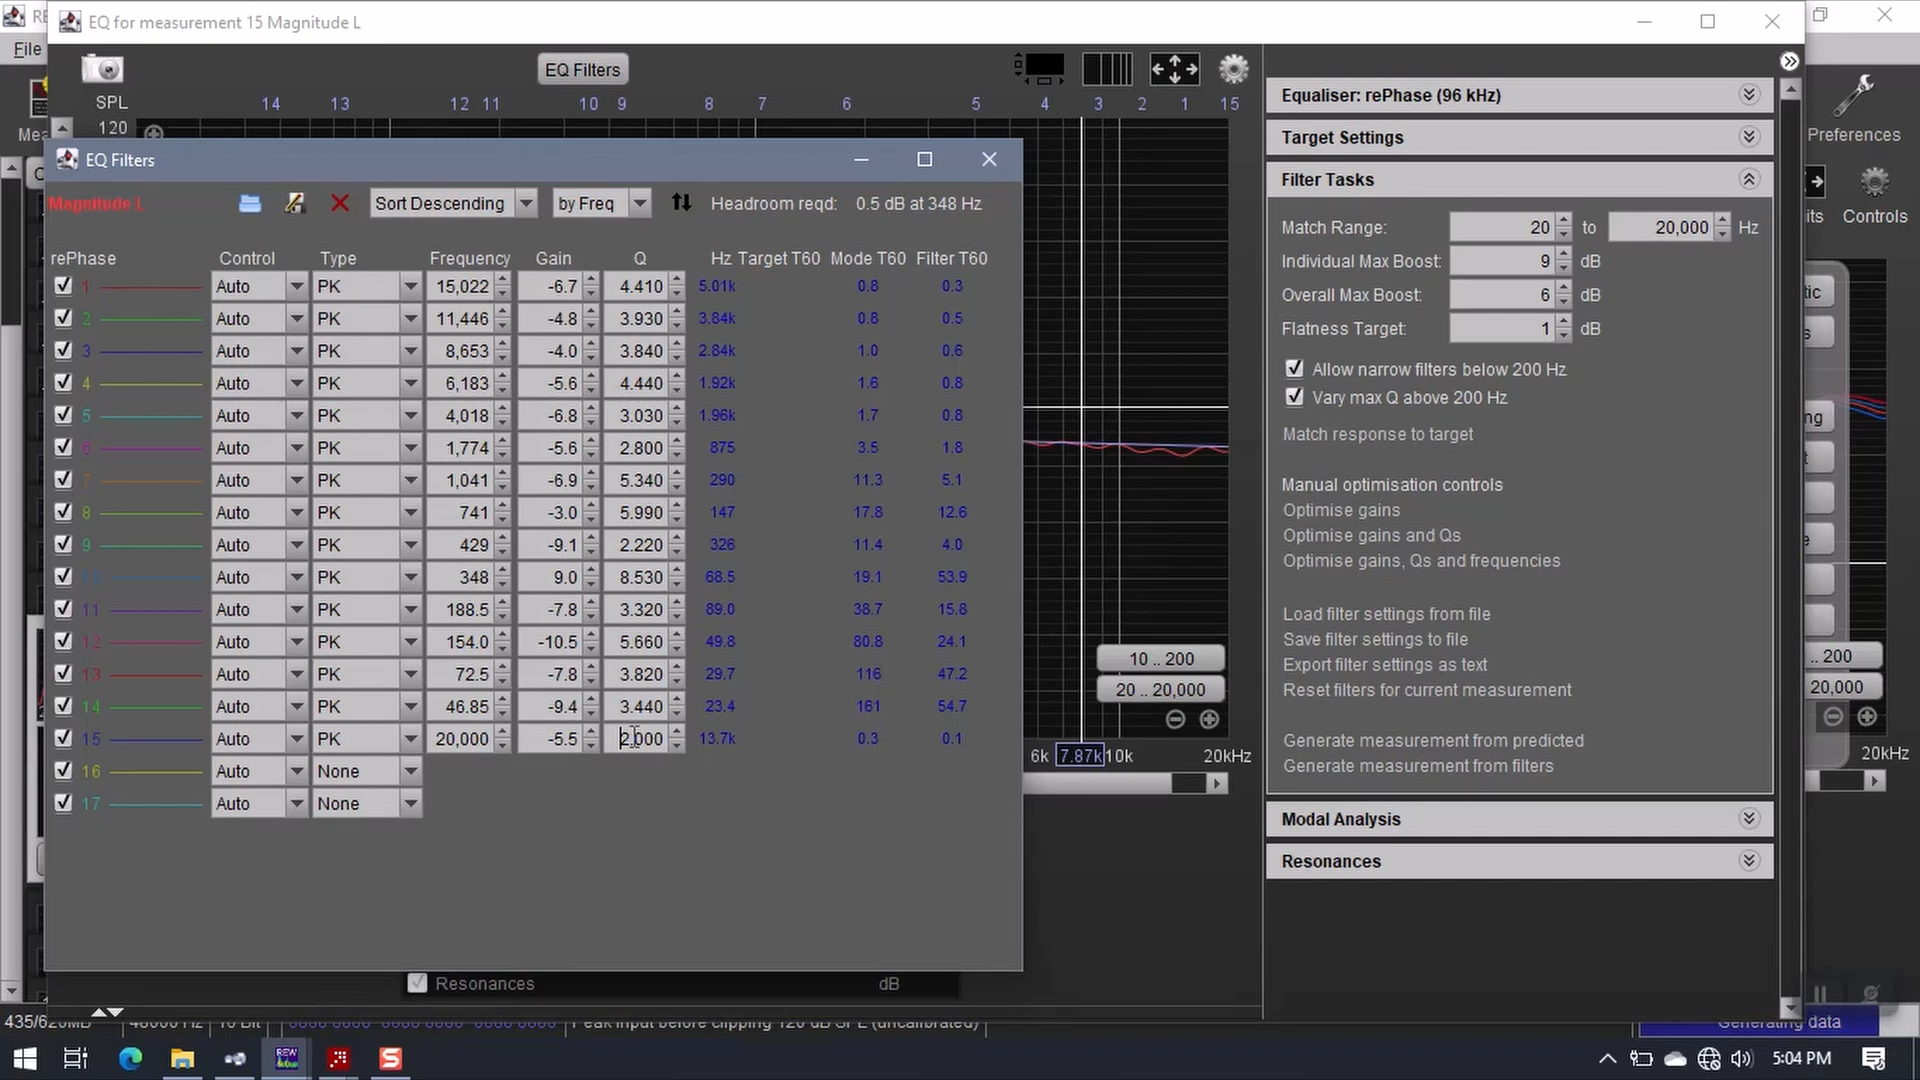 EQ for measurement 15 Magnitude L
File
EQ Filters
SPL
14 13 12 11 10 9 8 7 6 5 4 3 2 1 15
120
Mea
EQ Filters
Magnitude L
Sort Descending by Freq Headroom reqd: 0.5 dB at 348 Hz
rePhase Control Type Frequency Gain Q Hz Target T60 Mode T60 Filter T60
1 Auto PK 15,022 -6.7 4.410 5.01k 0.8 0.3
2 Auto PK 11,446 -4.8 3.930 3.84k 0.8 0.5
3 Auto PK 8,653 -4.0 3.840 2.84k 1.0 0.6
4 Auto PK 6,183 -5.6 4.440 1.92k 1.6 0.8
5 Auto PK 4,018 -6.8 3.030 1.96k 1.7 0.8
6 Auto PK 1,774 -5.6 2.800 875 3.5 1.8
7 Auto PK 1,041 -6.9 5.340 290 11.3 5.1
8 Auto PK 741 -3.0 5.990 147 17.8 12.6
9 Auto PK 429 -9.1 2.220 326 11.4 4.0
10 Auto PK 348 9.0 8.530 68.5 19.1 53.9
11 Auto PK 188.5 -7.8 3.320 89.0 38.7 15.8
12 Auto PK 154.0 -10.5 5.660 49.8 80.8 24.1
13 Auto PK 72.5 -7.8 3.820 29.7 116 47.2
14 Auto PK 46.85 -9.4 3.440 23.4 161 54.7
15 Auto PK 20,000 -5.5 2.000 13.7k 0.3 0.1
16 Auto None
17 Auto None
10 .. 200
20 .. 20,000
6k 7.87k 10k 20kHz
Resonances dB
Equaliser: rePhase (96 kHz)
Target Settings
Filter Tasks
Match Range: 20 to 20,000 Hz
Individual Max Boost: 9 dB
Overall Max Boost: 6 dB
Flatness Target: 1 dB
Allow narrow filters below 200 Hz
Vary max Q above 200 Hz
Match response to target
Manual optimisation controls
Optimise gains
Optimise gains and Qs
Optimise gains, Qs and frequencies
Load filter settings from file
Save filter settings to file
Export filter settings as text
Reset filters for current measurement
Generate measurement from predicted
Generate measurement from filters
Modal Analysis
Resonances
Preferences
its Controls
tic
.. 200
20,000
20kHz
48000 Hz 16 Bit Peak input before clipping 120 dB SPL (uncalibrated)
Generating data
REW
5:04 PM